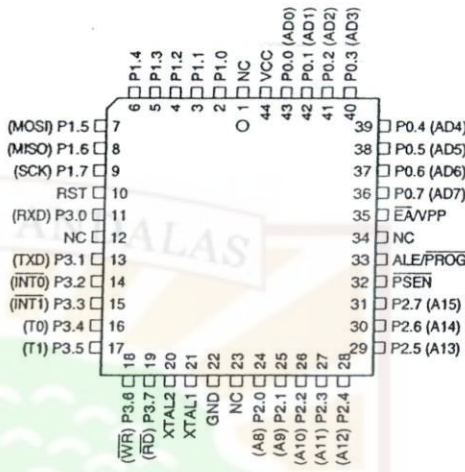 P1.4
P1.3
P1.2
P1.1
P1.0
NC
VCC
P0.0 (AD0)
P0.1 (AD1)
P0.2 (AD2)
P0.3 (AD3)
6
5
4
3
2
1
44
43
42
41
40
(MOSI) P1.5 7
(MISO) P1.6 8
(SCK) P1.7 9
RST 10
(RXD) P3.0 11
NC 12
(TXD) P3.1 13
(INT0) P3.2 14
(INT1) P3.3 15
(T0) P3.4 16
(T1) P3.5 17
39 P0.4 (AD4)
38 P0.5 (AD5)
37 P0.6 (AD6)
36 P0.7 (AD7)
35 EA/VPP
34 NC
33 ALE/PROG
32 PSEN
31 P2.7 (A15)
30 P2.6 (A14)
29 P2.5 (A13)
18
19
20
21
22
23
24
25
26
27
28
(WR) P3.6
(RD) P3.7
XTAL2
XTAL1
GND
NC
(A8) P2.0
(A9) P2.1
(A10) P2.2
(A11) P2.3
(A12) P2.4
ANDALAS